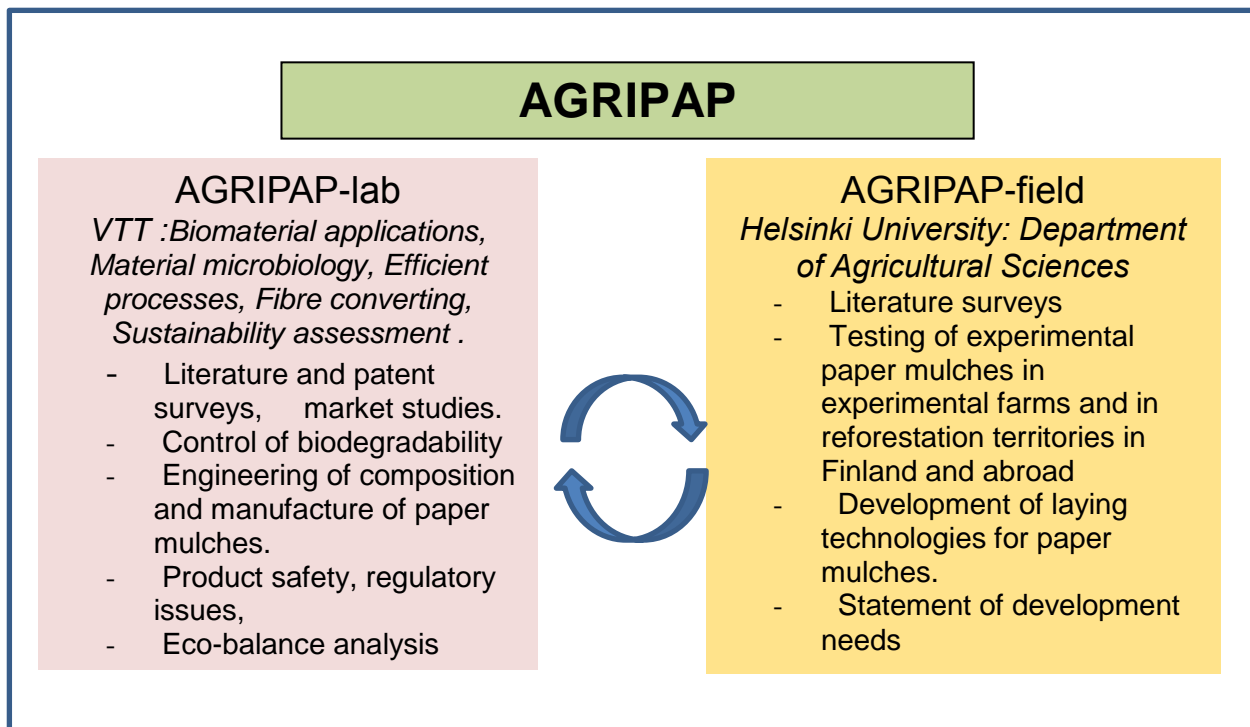 AGRIPAP
AGRIPAP-lab
VTT :Biomaterial applications,
Material microbiology, Efficient
processes, Fibre converting,
Sustainability assessment .
- Literature and patent
surveys, market studies.
- Control of biodegradability
- Engineering of composition
and manufacture of paper
mulches.
- Product safety, regulatory
issues,
- Eco-balance analysis
AGRIPAP-field
Helsinki University: Department
of Agricultural Sciences
- Literature surveys
- Testing of experimental
paper mulches in
experimental farms and in
reforestation territories in
Finland and abroad
- Development of laying
technologies for paper
mulches.
- Statement of development
needs